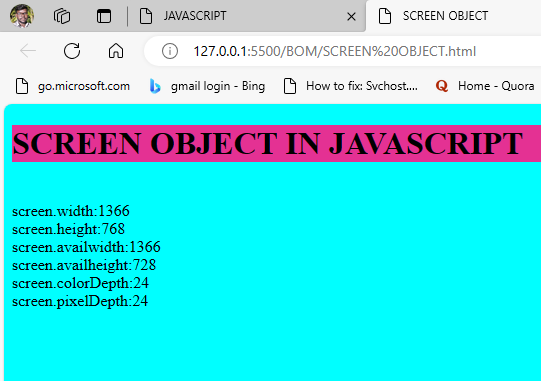 JAVASCRIPT
SCREEN OBJECT
127.0.0.1:5500/BOM/SCREEN%20OBJECT.html
go.microsoft.com
gmail login - Bing
How to fix: Svchost....
Q Home - Quora
SCREEN OBJECT IN JAVASCRIPT
screen.width:1366
screen.height:768
screen.availwidth:1366
screen.availheight:728
screen.colorDepth:24
screen.pixelDepth:24